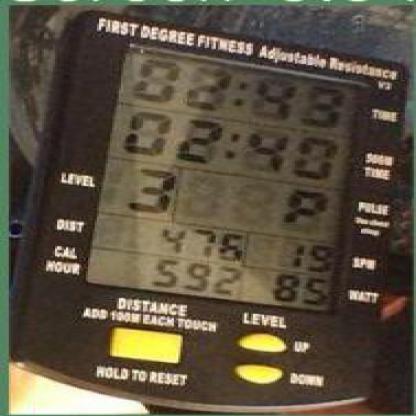 FIRST DEGREE FITNESS Adjustable Resistance
V3
02:43 TIME
02:40 500M TIME
LEVEL 3 P PULSE
DIST 476 19 SPM
CAL HOUR 592 85 WATT
DISTANCE
ADD 100M EACH TOUCH
LEVEL
UP
HOLD TO RESET
DOWN